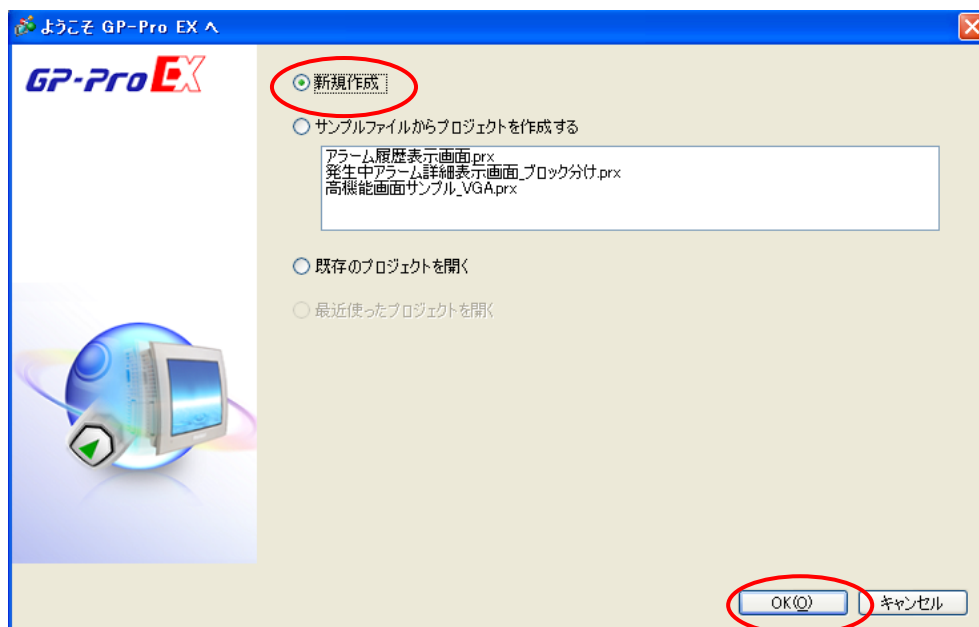 ようこそ GP-Pro EX へ
GP-Pro EX
新規作成
サンプルファイルからプロジェクトを作成する
アラーム履歴表示画面.prx
発生中アラーム詳細表示画面_ブロック分け.prx
高機能画面サンプル_VGA.prx
既存のプロジェクトを開く
最近使ったプロジェクトを開く
OK(O) キャンセル